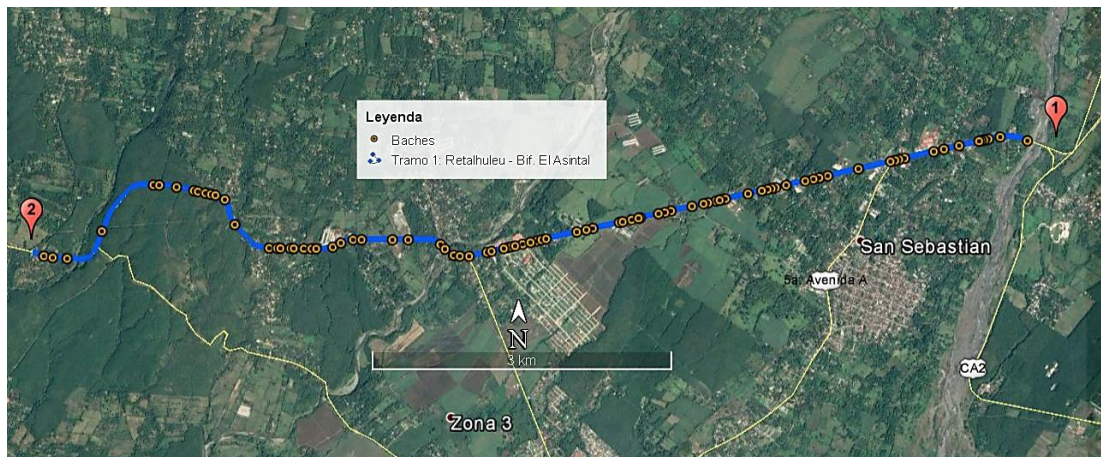 Leyenda
Baches
Tramo 1: Retalhuleu - Bif. El Asintal
1
2
San Sebastian
5a. Avenida A
N
3 km
CA2
Zona 3